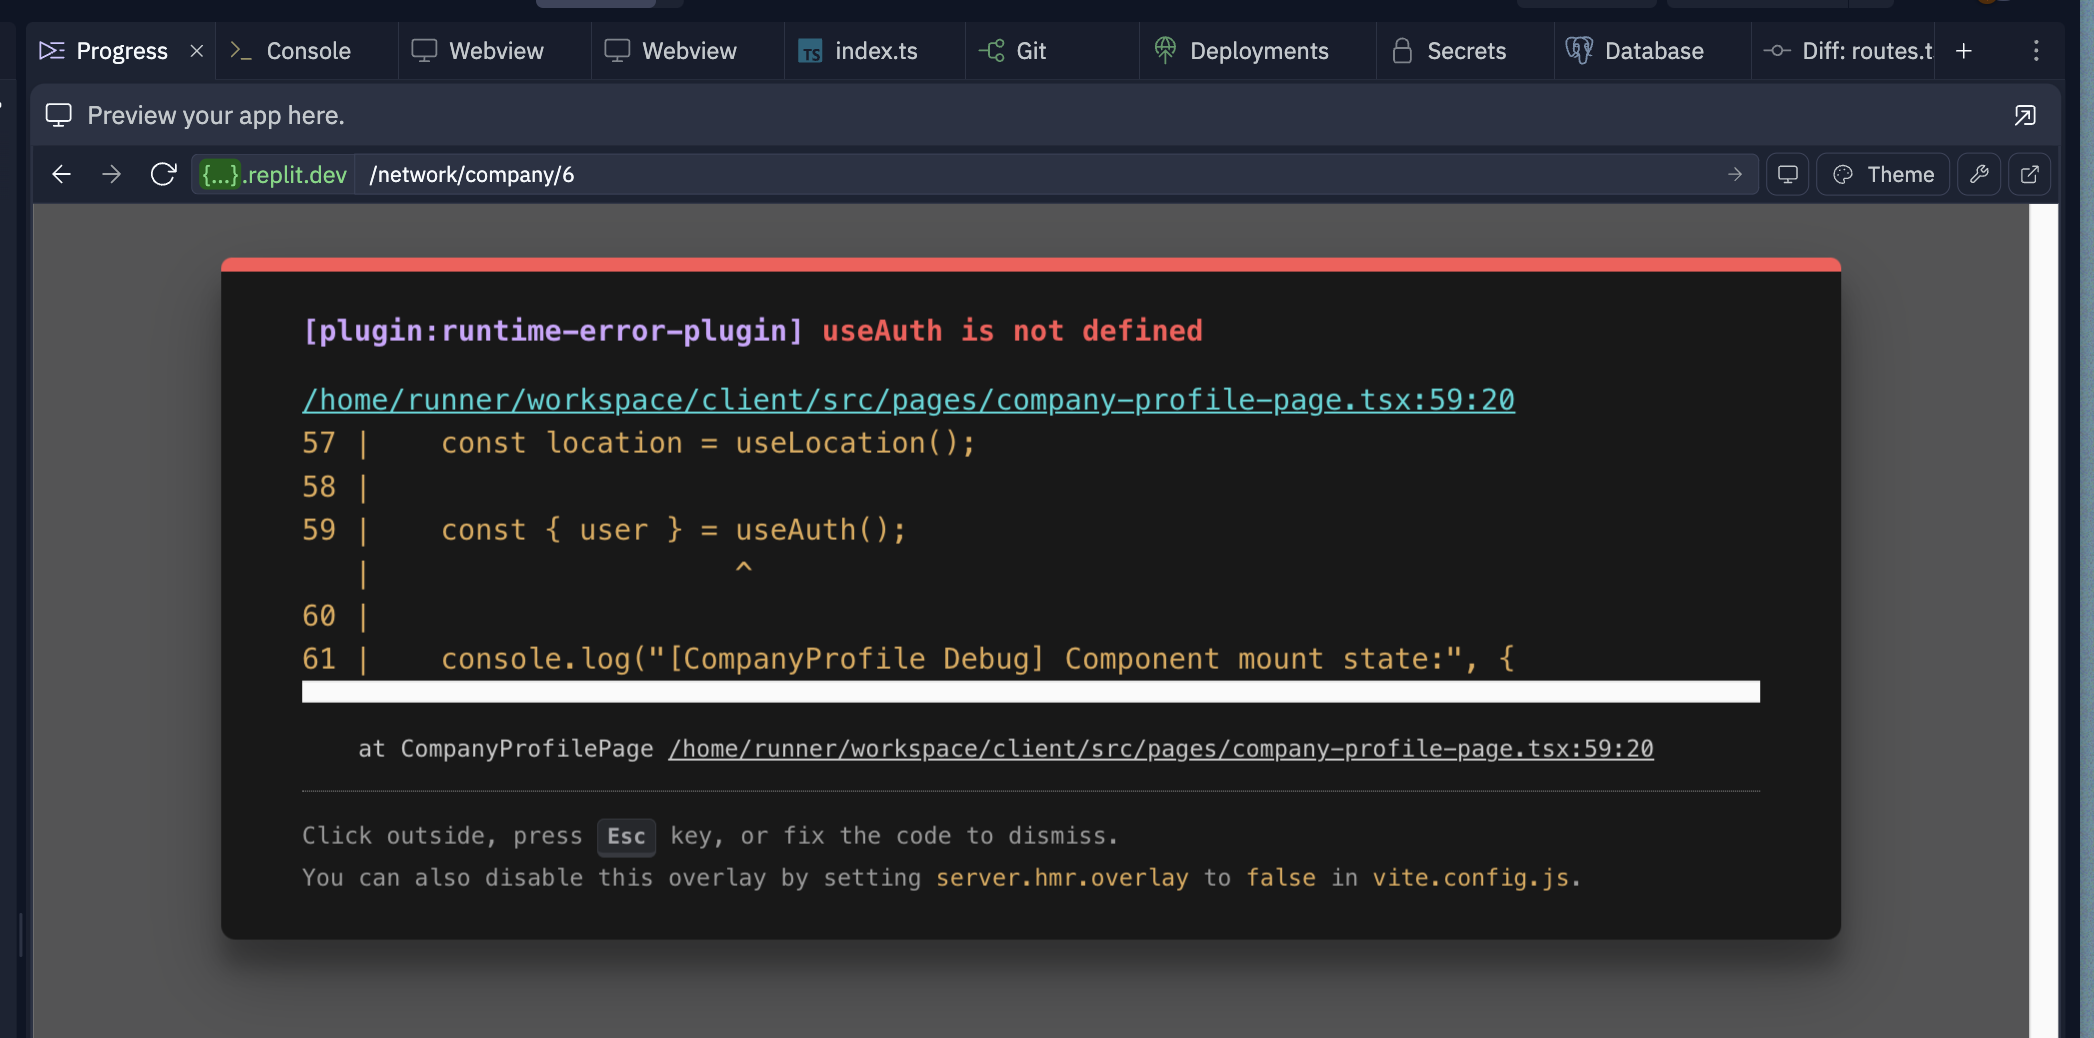 Progress × Console Webview Webview TS index.ts Git Deployments Secrets Database Diff: routes.t +
Preview your app here.
{...}.replit.dev /network/company/6 Theme
[plugin:runtime-error-plugin] useAuth is not defined
/home/runner/workspace/client/src/pages/company-profile-page.tsx:59:20
57 | const location = useLocation();
58 |
59 | const { user } = useAuth();
| ^
60 |
61 | console.log("[CompanyProfile Debug] Component mount state:", {
at CompanyProfilePage /home/runner/workspace/client/src/pages/company-profile-page.tsx:59:20
Click outside, press Esc key, or fix the code to dismiss.
You can also disable this overlay by setting server.hmr.overlay to false in vite.config.js.